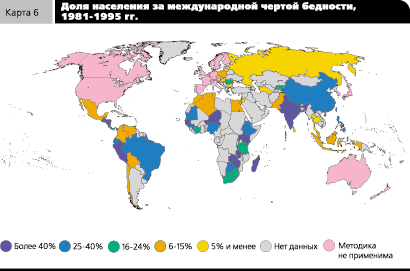 Карта 6
Доля населения за международной чертой бедности,
1981-1995 гг.
Более 40%
25-40%
16-24%
6-15%
5% и менее
Нет данных
Методика
не применима